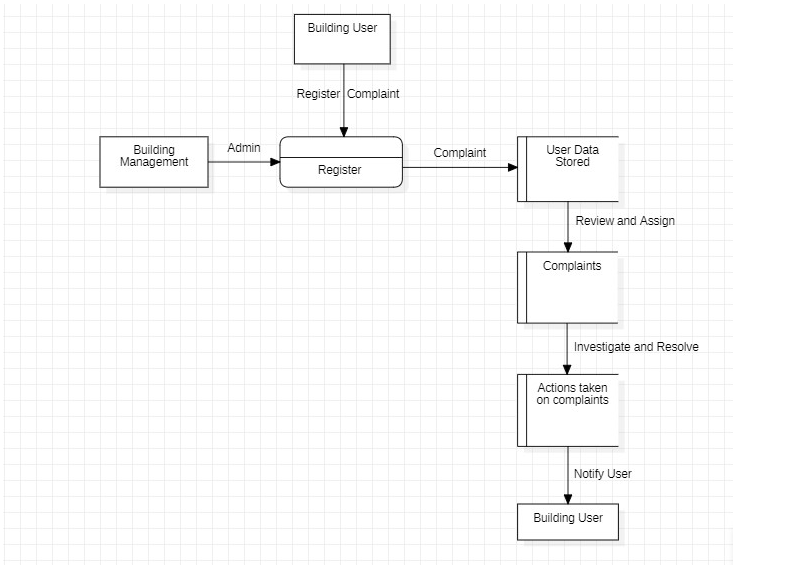 Building User
Register Complaint
Building
Management
Admin
Register
Complaint
User Data
Stored
Review and Assign
Complaints
Investigate and Resolve
Actions taken
on complaints
Notify User
Building User